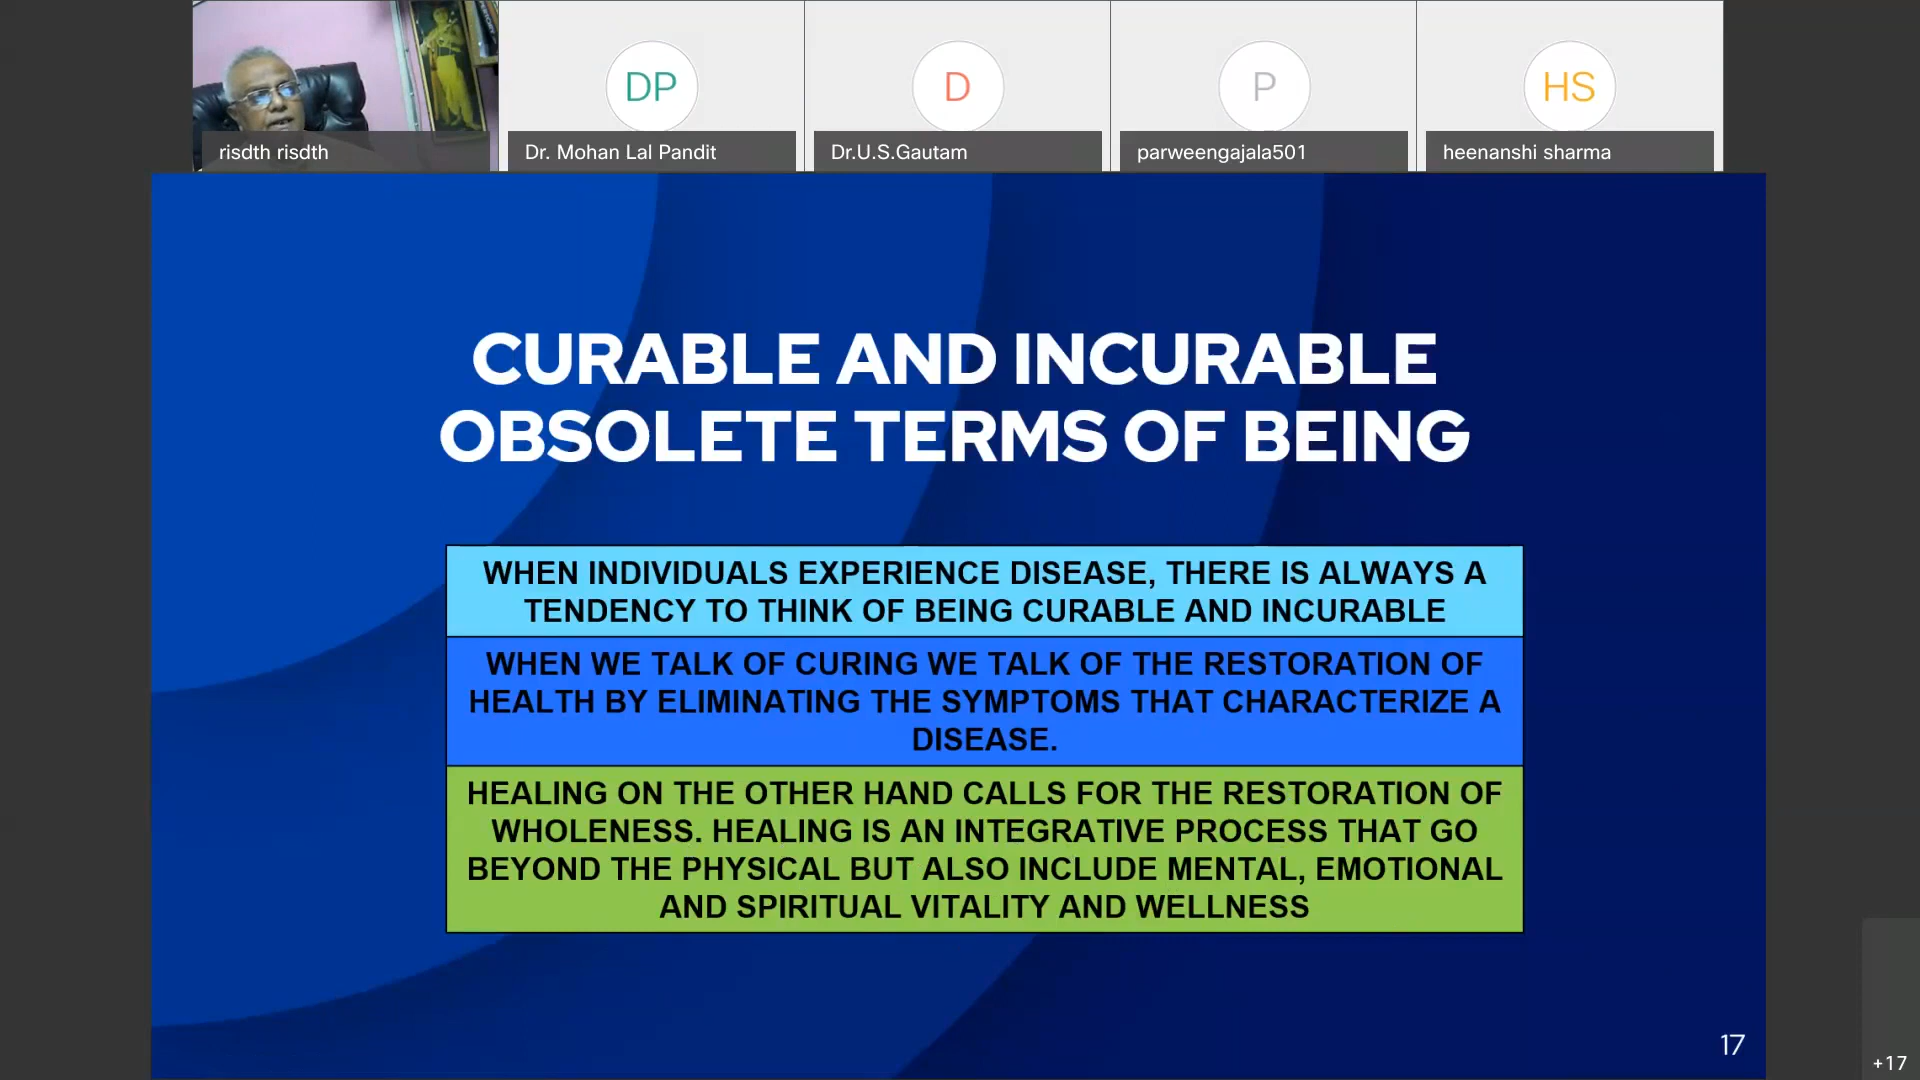 DP
D
P
HS
risdth risdth
Dr. Mohan Lal Pandit
Dr.U.S.Gautam
parweengajala501
heenanshi sharma
CURABLE AND INCURABLE
OBSOLETE TERMS OF BEING
WHEN INDIVIDUALS EXPERIENCE DISEASE, THERE IS ALWAYS A
TENDENCY TO THINK OF BEING CURABLE AND INCURABLE
WHEN WE TALK OF CURING WE TALK OF THE RESTORATION OF
HEALTH BY ELIMINATING THE SYMPTOMS THAT CHARACTERIZE A
DISEASE.
HEALING ON THE OTHER HAND CALLS FOR THE RESTORATION OF
WHOLENESS. HEALING IS AN INTEGRATIVE PROCESS THAT GO
BEYOND THE PHYSICAL BUT ALSO INCLUDE MENTAL, EMOTIONAL
AND SPIRITUAL VITALITY AND WELLNESS
17
+17